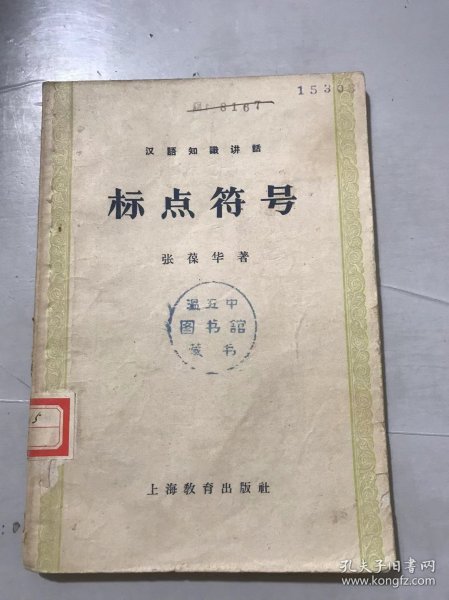 15303
8167
汉語知識讲話
标点符号
张葆华著
温五中
图书舘
藏书
5
上海教育出版社
孔夫子旧书网
www.kongfz.com